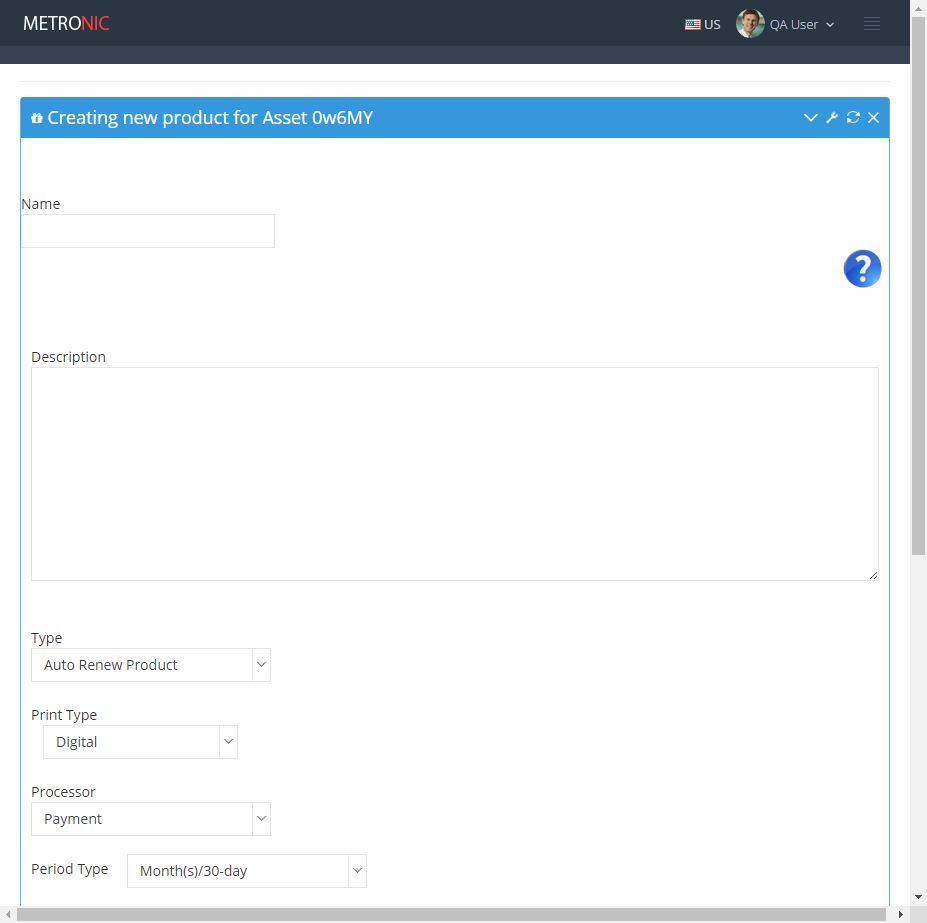 METRONIC
US
QA User
Creating new product for Asset 0w6MY
Name
?
Description
Type
Auto Renew Product
Print Type
Digital
Processor
Payment
Period Type
Month(s)/30-day